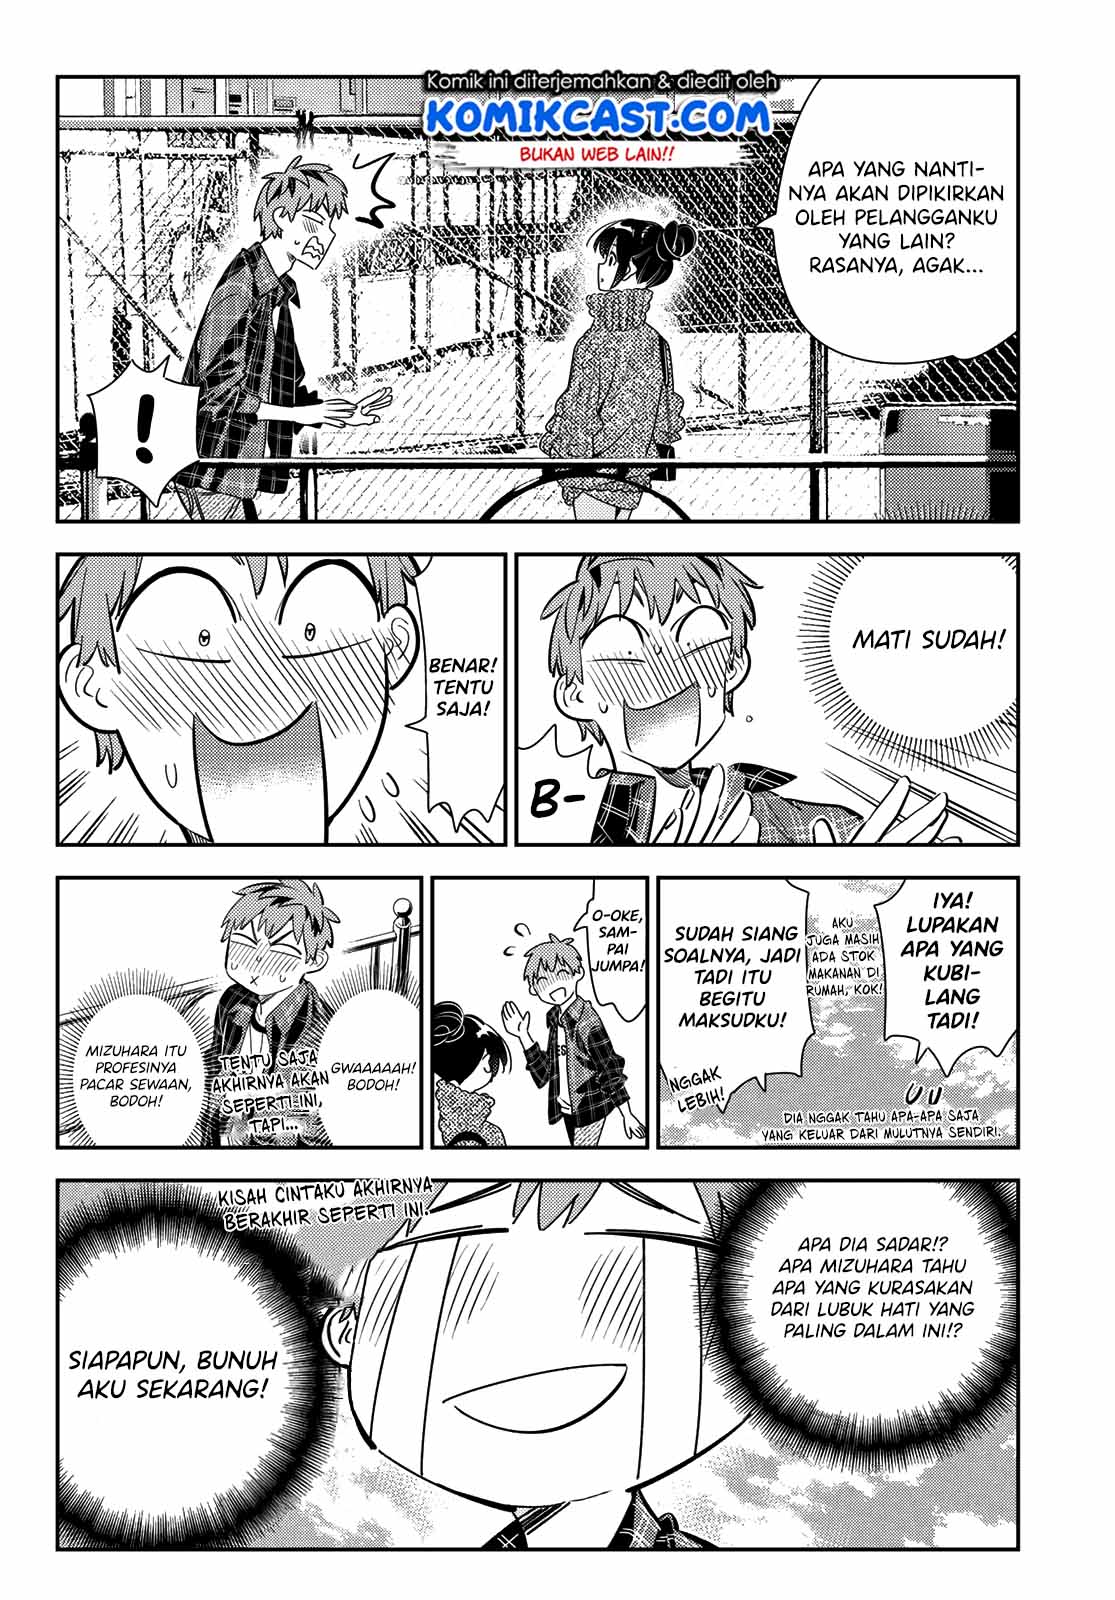 Komik ini diterjemahkan & diedit oleh
KOMIKCAST.COM
BUKAN WEB LAIN!!
APA YANG NANTI-
NYA AKAN DIPIKIRKAN
OLEH PELANGGANKU
YANG LAIN?
RASANYA, AGAK...
!
MATI SUDAH!
B-
BENAR!
TENTU
SAJA!
IYA!
LUPAKAN
APA YANG
KUBI-
LANG
TADI!
AKU
JUGA MASIH
ADA STOK
MAKANAN DI
RUMAH, KOK!
SUDAH SIANG
SOALNYA, JADI
TADI ITU
BEGITU
MAKSUDKU!
NGGAK
LEBIH!
DIA NGGAK TAHU APA-APA SAJA
YANG KELUAR DARI MULUTNYA SENDIRI.
O-OKE,
SAM-
PAI
JUMPA!
GWAAAAAH!
BODOH!
TENTU SAJA
AKHIRNYA AKAN
SEPERTI INI,
TAPI...
MIZUHARA ITU
PROFESINYA
PACAR SEWAAN,
BODOH!
APA DIA SADAR!?
APA MIZUHARA TAHU
APA YANG KURASAKAN
DARI LUBUK HATI YANG
PALING DALAM INI!?
KISAH CINTAKU AKHIRNYA
BERAKHIR SEPERTI INI.
SIAPAPUN, BUNUH
AKU SEKARANG!